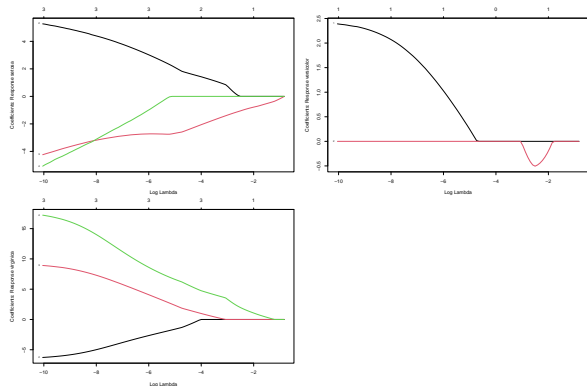 3 3 3 2 1
Coefficients: Response setosa
4
2
0
−2
−4
−10 −8 −6 −4 −2
Log Lambda
1 1 1 0 1
Coefficients: Response versicolor
2.5
2.0
1.5
1.0
0.5
0.0
−0.5
−10 −8 −6 −4 −2
Log Lambda
3 3 3 3 1
Coefficients: Response virginica
15
10
5
0
−5
−10 −8 −6 −4 −2
Log Lambda